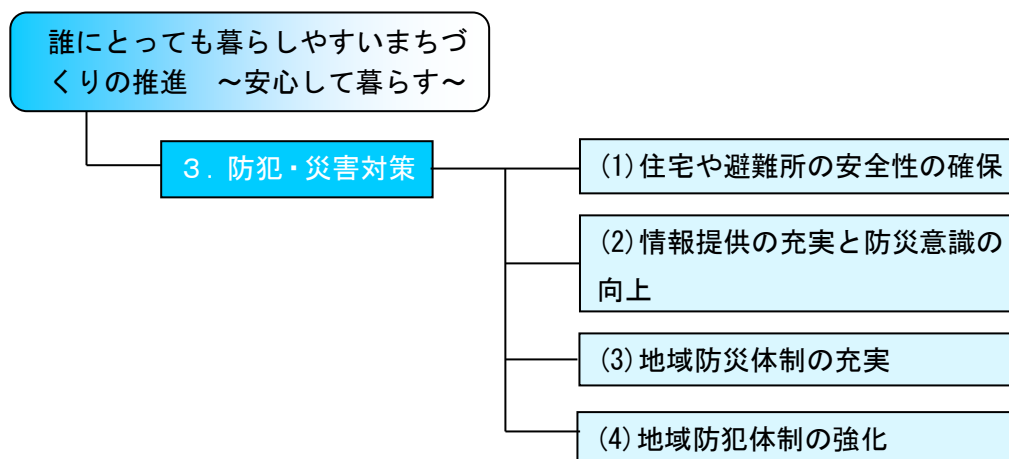 誰にとっても暮らしやすいまちづ
くりの推進　～安心して暮らす～
３．防犯・災害対策
(1)住宅や避難所の安全性の確保
(2)情報提供の充実と防災意識の
向上
(3)地域防災体制の充実
(4)地域防犯体制の強化